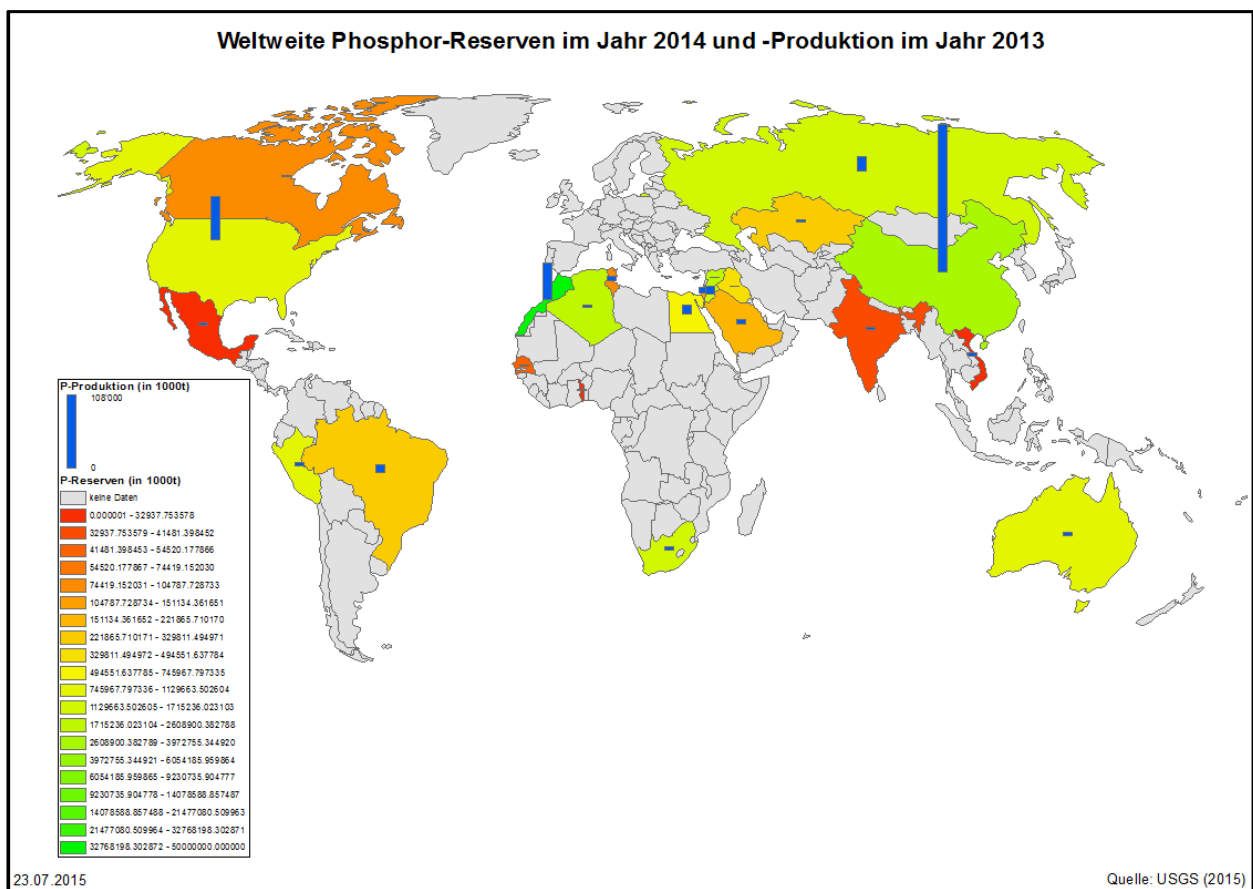 Weltweite Phosphor-Reserven im Jahr 2014 und -Produktion im Jahr 2013
P-Produktion (in 1000t)
108'000
0
P-Reserven (in 1000t)
keine Daten
0.000001 - 32937.753578
32937.753579 - 41481.398452
41481.398453 - 54520.177866
54520.177867 - 74419.152030
74419.152031 - 104787.728733
104787.728734 - 151134.361651
151134.361652 - 221865.710170
221865.710171 - 329811.494971
329811.494972 - 494551.637784
494551.637785 - 745967.797335
745967.797336 - 1129663.502604
1129663.502605 - 1715236.023103
1715236.023104 - 2608900.382788
2608900.382789 - 3972755.344920
3972755.344921 - 6054185.959864
6054185.959865 - 9230735.904777
9230735.904778 - 14078588.857487
14078588.857488 - 21477080.509963
21477080.509964 - 32768198.302871
32768198.302872 - 50000000.000000
23.07.2015
Quelle: USGS (2015)